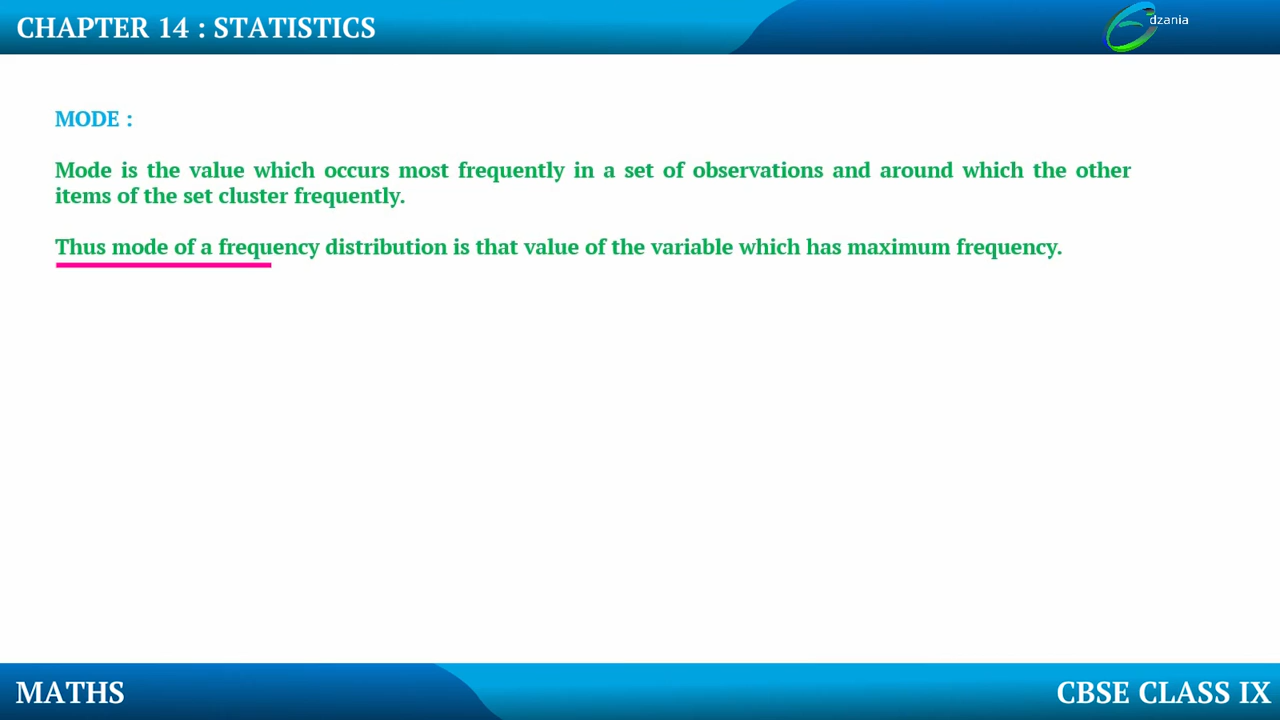 CHAPTER 14 : STATISTICS
Edzania
MODE :
Mode is the value which occurs most frequently in a set of observations and around which the other
items of the set cluster frequently.
Thus mode of a frequency distribution is that value of the variable which has maximum frequency.
MATHS
CBSE CLASS IX